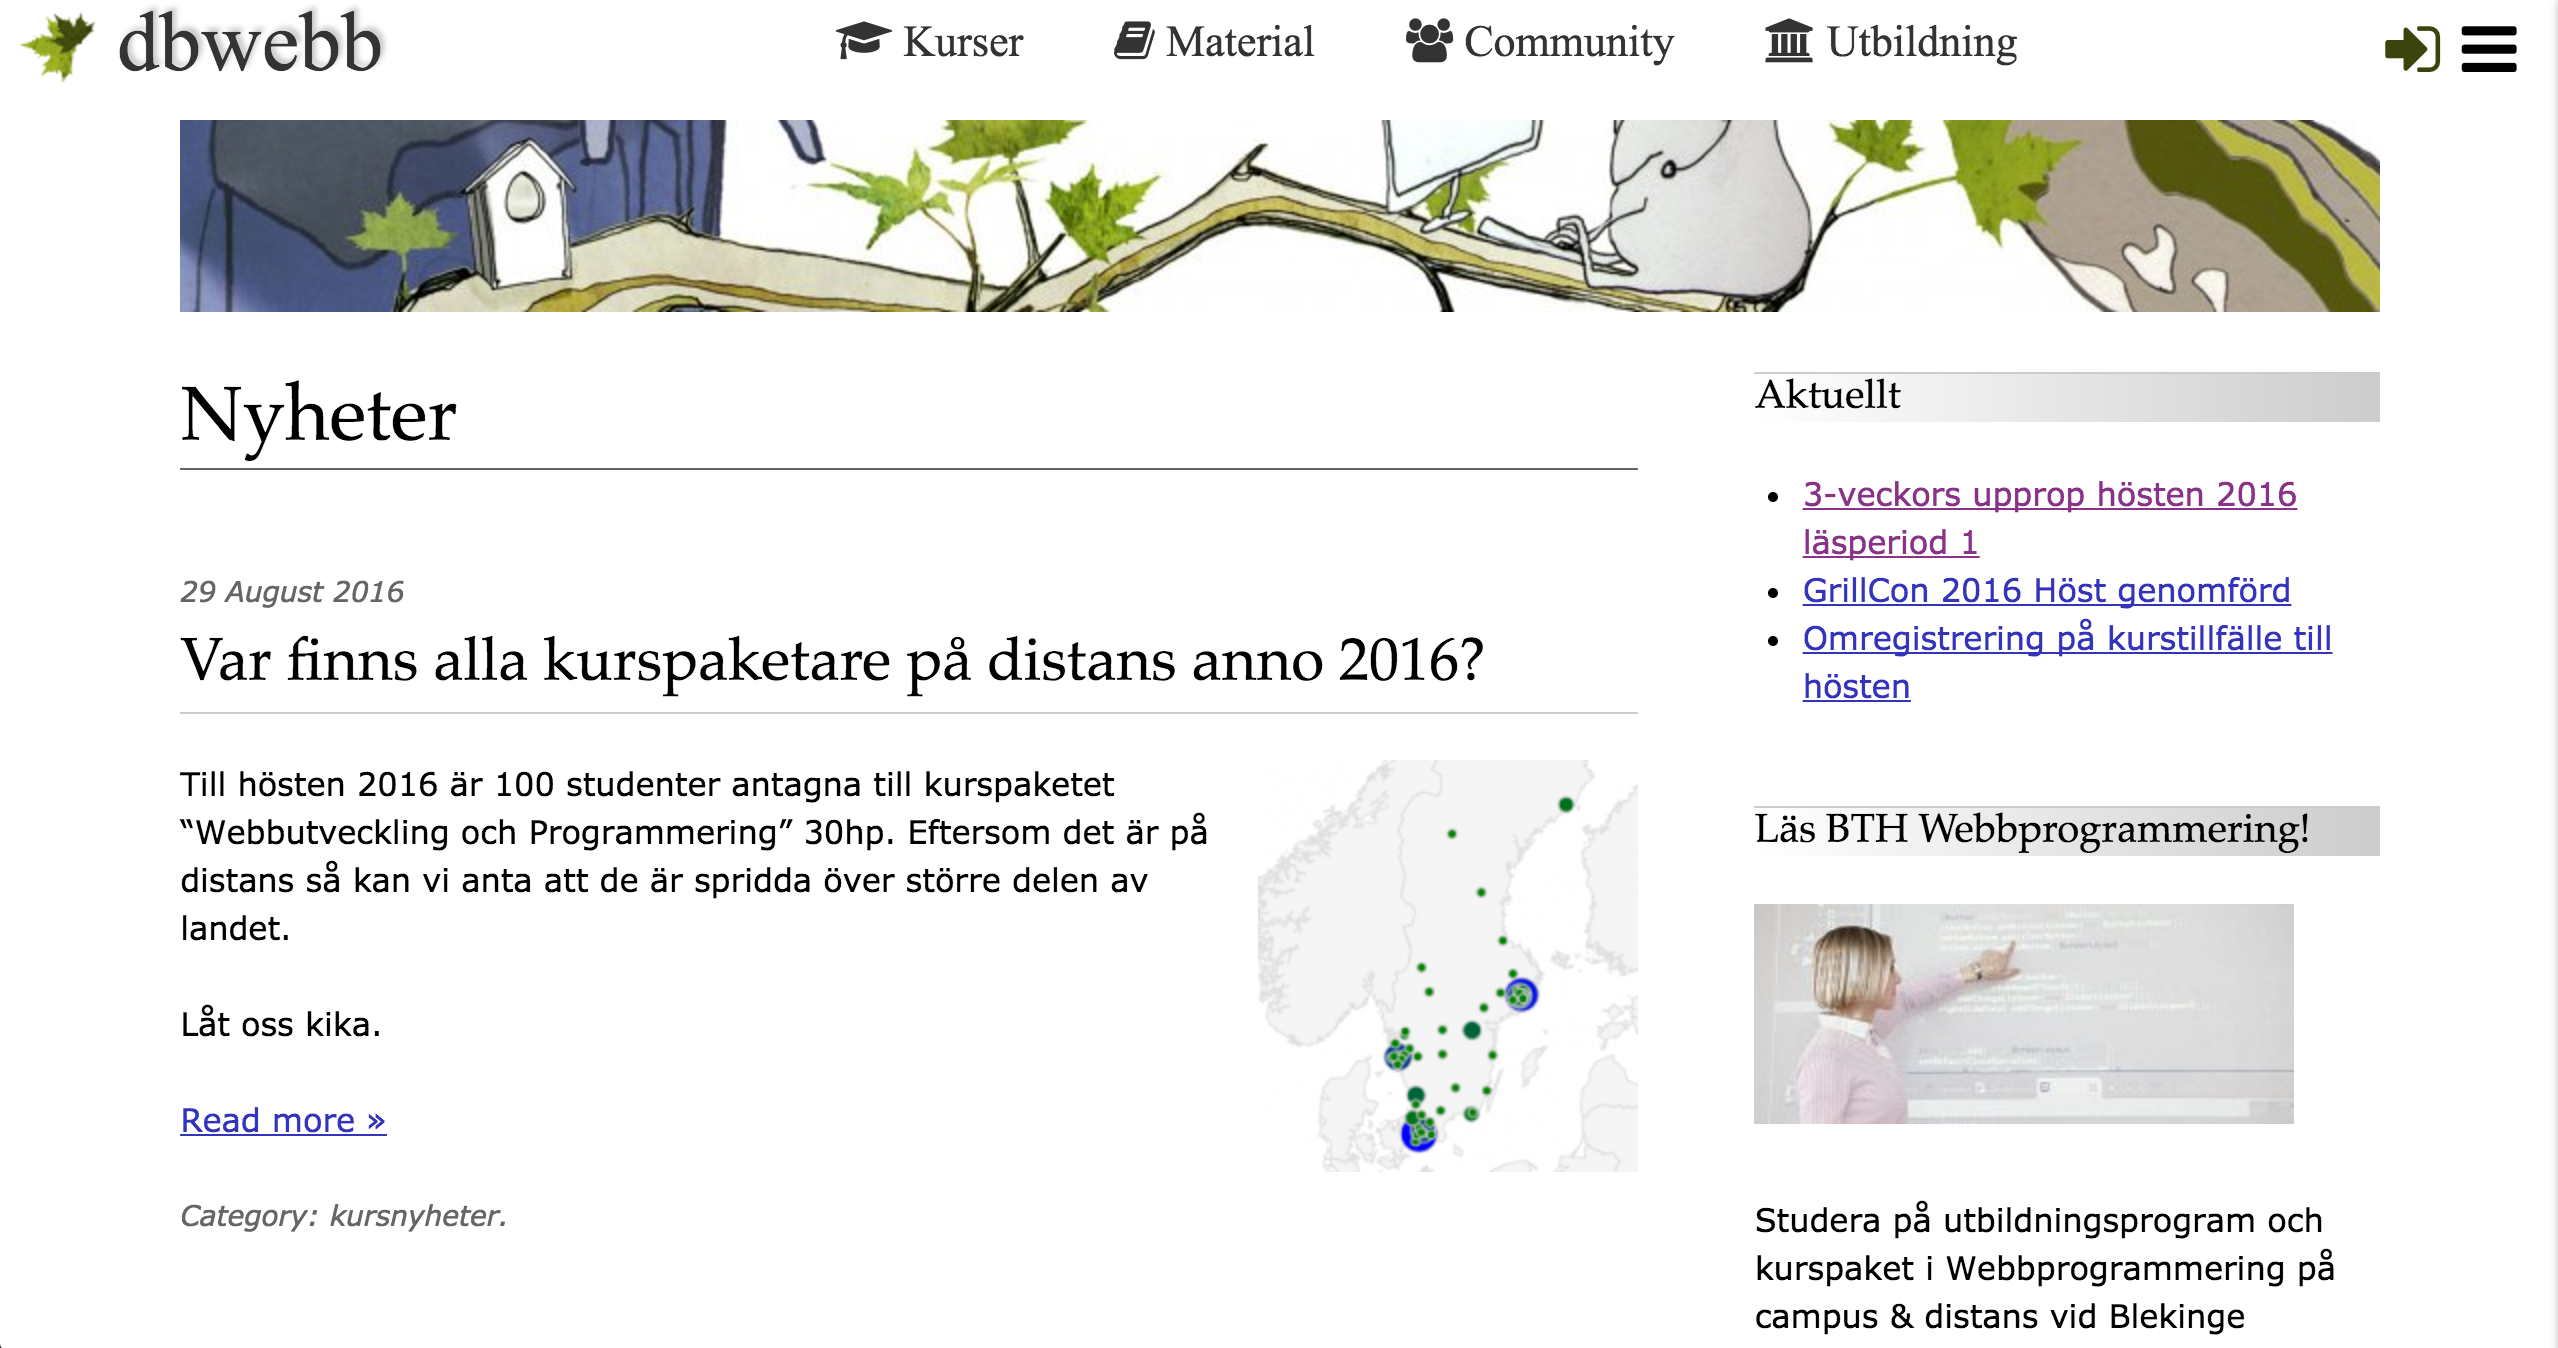 dbwebb
Kurser
Material
Community
Utbildning
Nyheter
29 August 2016
Var finns alla kurspaketare på distans anno 2016?
Till hösten 2016 är 100 studenter antagna till kurspaketet
“Webbutveckling och Programmering” 30hp. Eftersom det är på
distans så kan vi anta att de är spridda över större delen av
landet.
Låt oss kika.
Read more »
Category: kursnyheter.
Aktuellt
3-veckors upprop hösten 2016
läsperiod 1
GrillCon 2016 Höst genomförd
Omregistrering på kurstillfälle till
hösten
Läs BTH Webbprogrammering!
Studera på utbildningsprogram och
kurspaket i Webbprogrammering på
campus & distans vid Blekinge